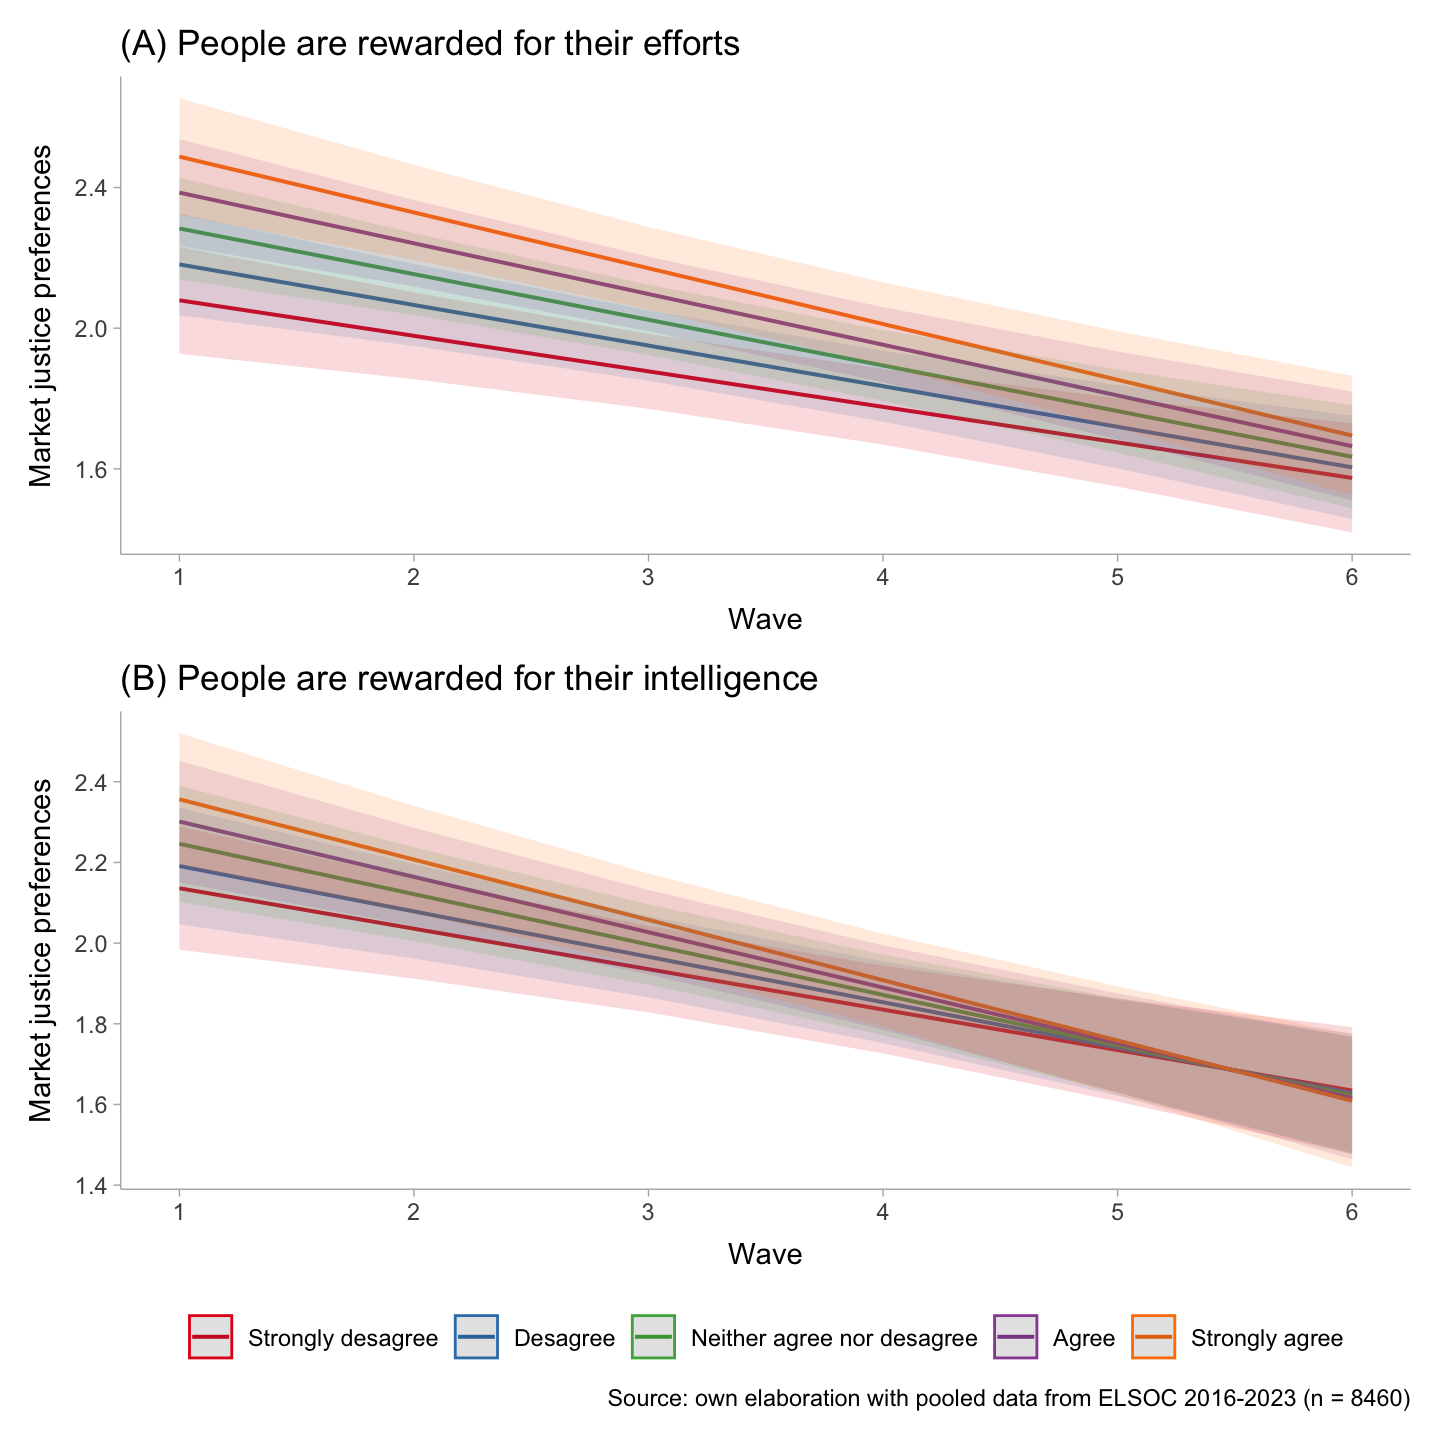 (A) People are rewarded for their efforts
Market justice preferences
2.4
2.0
1.6
1 2 3 4 5 6
Wave
(B) People are rewarded for their intelligence
Market justice preferences
2.4
2.2
2.0
1.8
1.6
1.4
1 2 3 4 5 6
Wave
Strongly desagree Desagree Neither agree nor desagree Agree Strongly agree
Source: own elaboration with pooled data from ELSOC 2016-2023 (n = 8460)